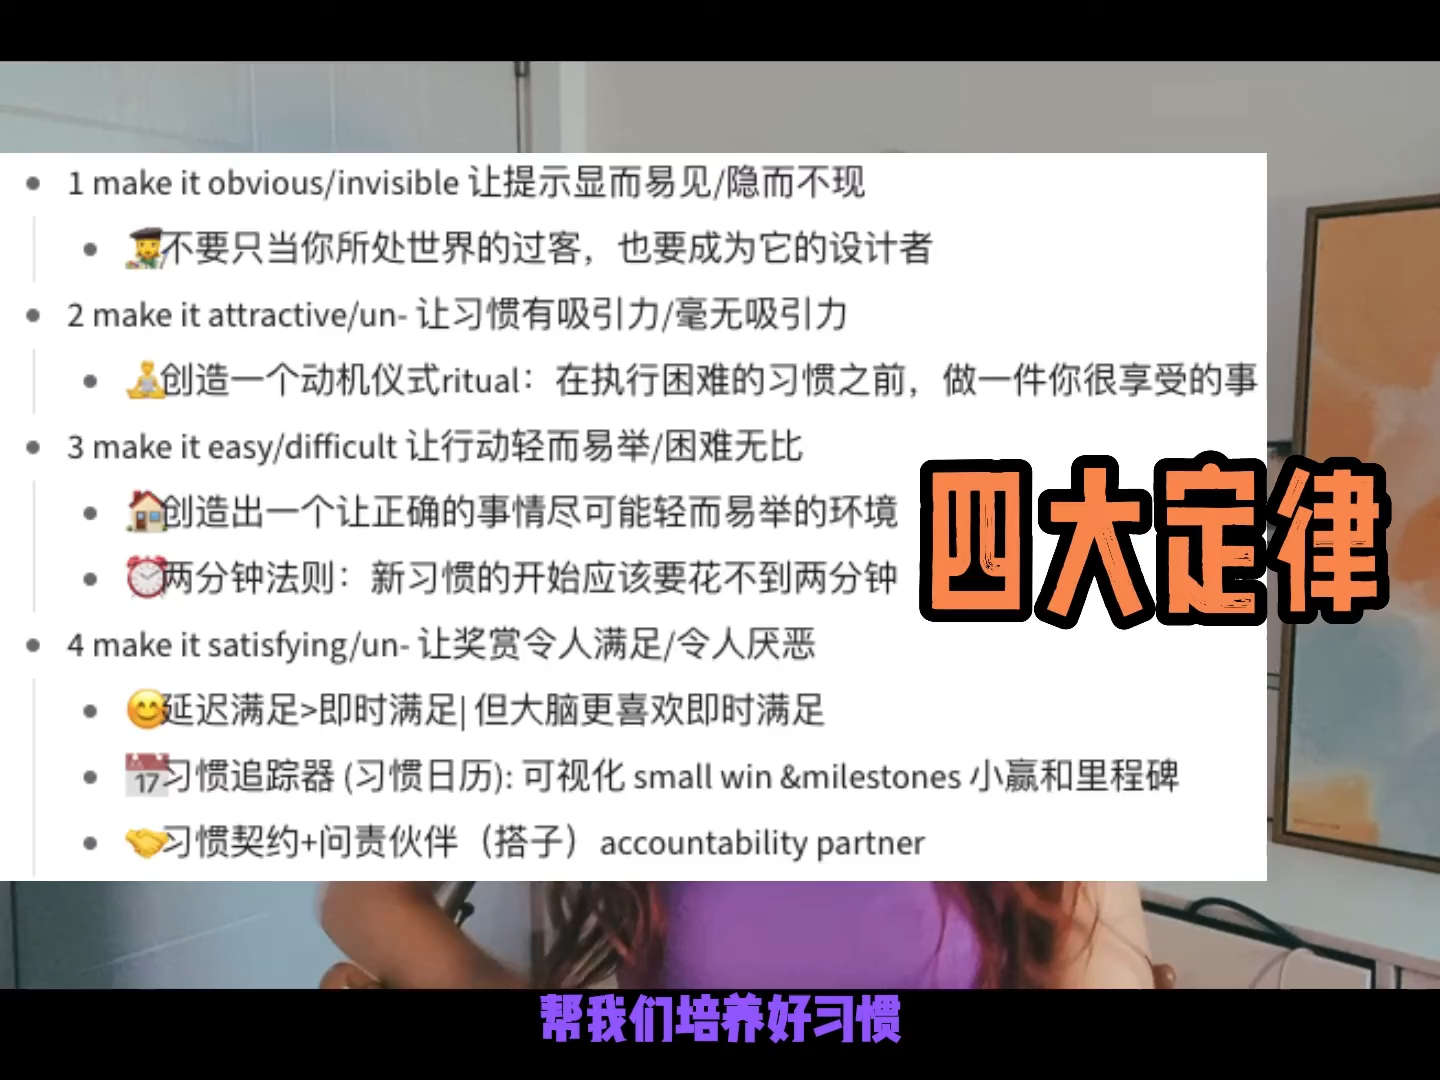 1 make it obvious/invisible 让提示显而易见/隐而不现
不要只当你所处世界的过客，也要成为它的设计者
2 make it attractive/un- 让习惯有吸引力/毫无吸引力
创造一个动机仪式ritual：在执行困难的习惯之前，做一件你很享受的事
3 make it easy/difficult 让行动轻而易举/困难无比
创造出一个让正确的事情尽可能轻而易举的环境
两分钟法则：新习惯的开始应该要花不到两分钟
四大定律
4 make it satisfying/un- 让奖赏令人满足/令人厌恶
延迟满足>即时满足| 但大脑更喜欢即时满足
17习惯追踪器 (习惯日历): 可视化 small win &milestones 小赢和里程碑
习惯契约+问责伙伴（搭子）accountability partner
帮我们培养好习惯